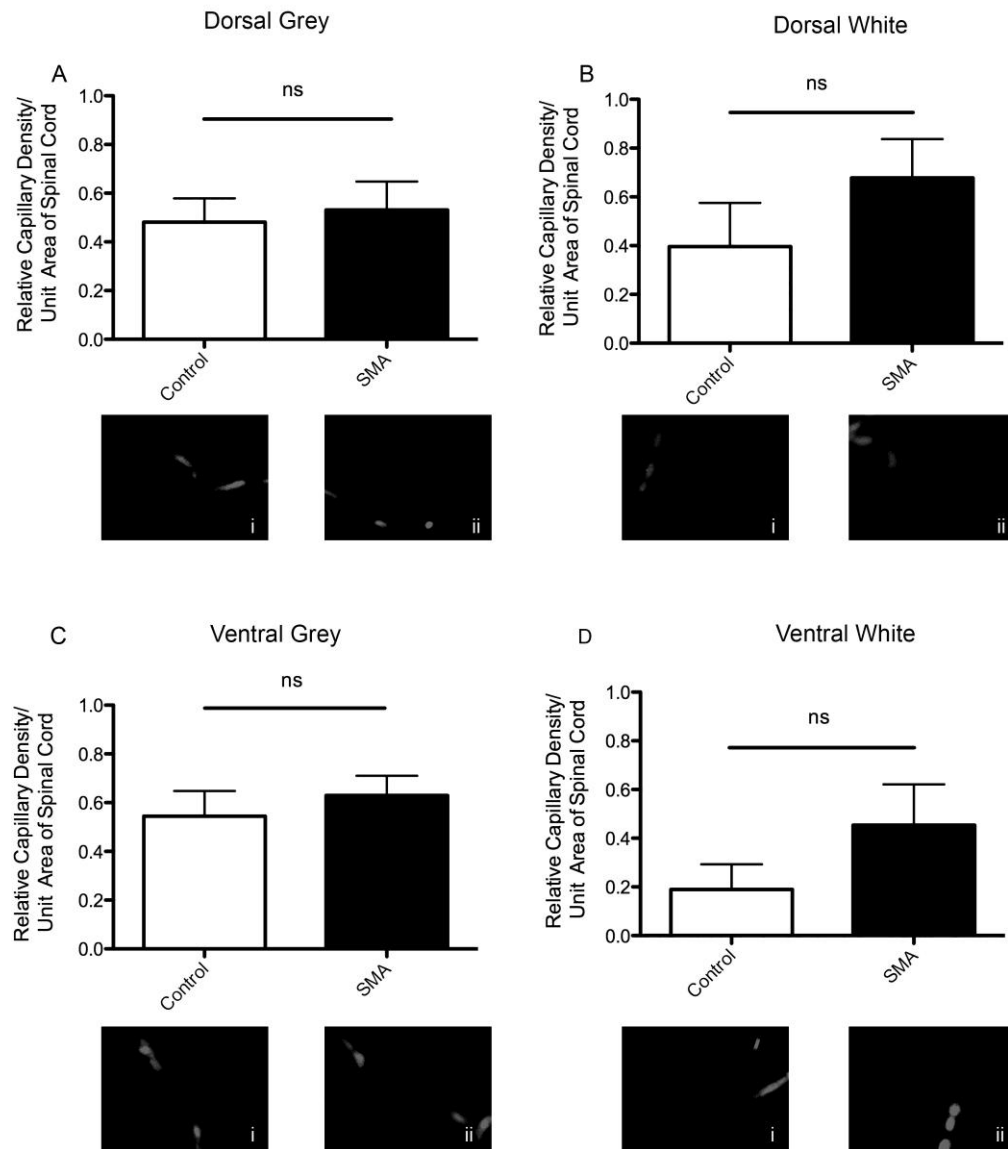 Dorsal Grey
Dorsal White
A
B
ns
ns
Relative Capillary Density/
Unit Area of Spinal Cord
1.0
0.8
0.6
0.4
0.2
0.0
Control
SMA
Relative Capillary Density/
Unit Area of Spinal Cord
1.0
0.8
0.6
0.4
0.2
0.0
Control
SMA
i
ii
i
ii
C
Ventral Grey
D
Ventral White
ns
ns
Relative Capillary Density/
Unit Area of Spinal Cord
1.0
0.8
0.6
0.4
0.2
0.0
Control
SMA
Relative Capillary Density/
Unit Area of Spinal Cord
1.0
0.8
0.6
0.4
0.2
0.0
Control
SMA
i
ii
i
ii